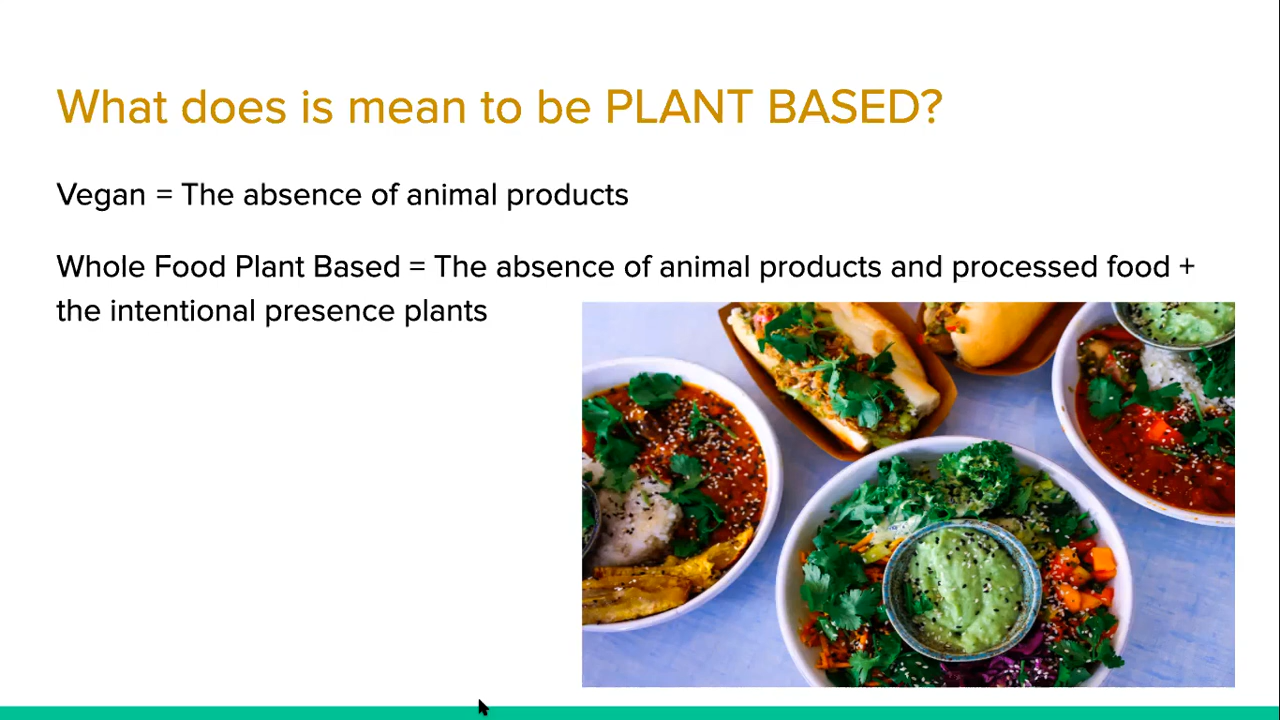 What does is mean to be PLANT BASED?
Vegan = The absence of animal products
Whole Food Plant Based = The absence of animal products and processed food +
the intentional presence plants